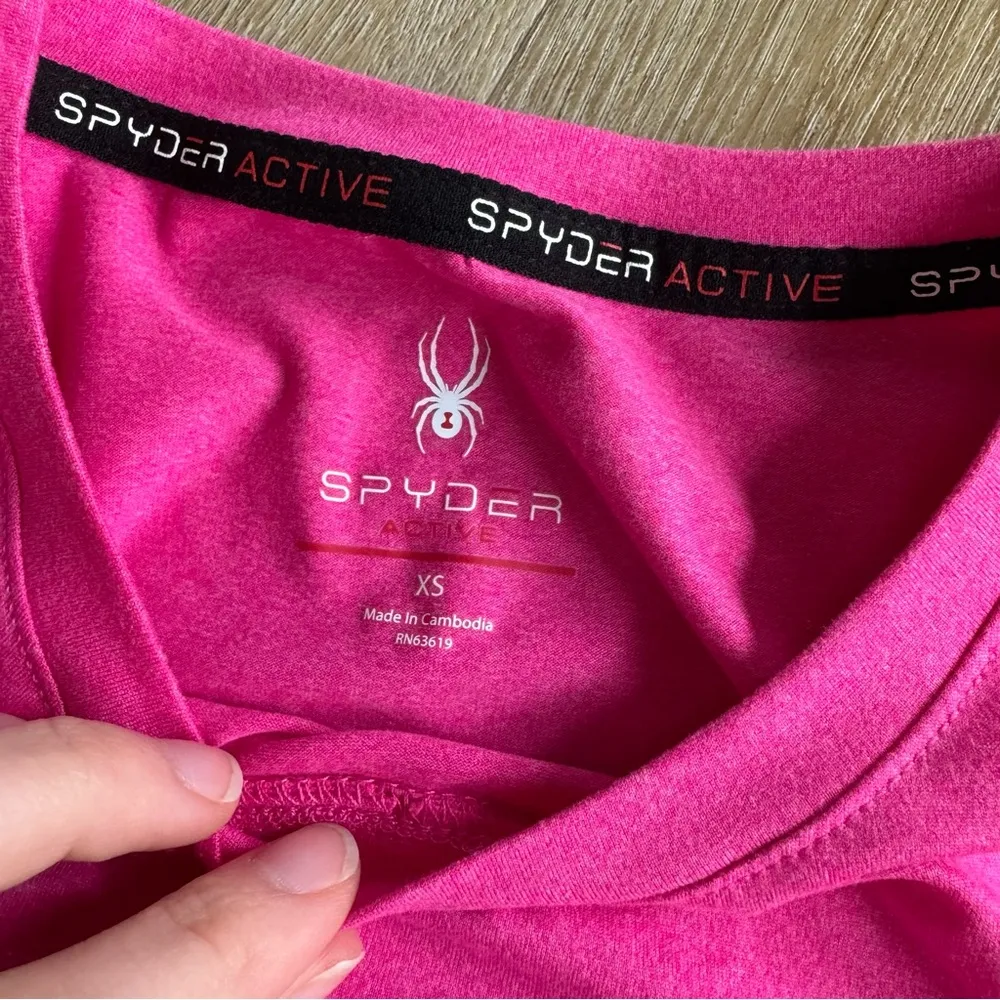 SPYDER ACTIVE SPYDER ACTIVE SPY
SPYDER
ACTIVE
XS
Made In Cambodia
RN63619